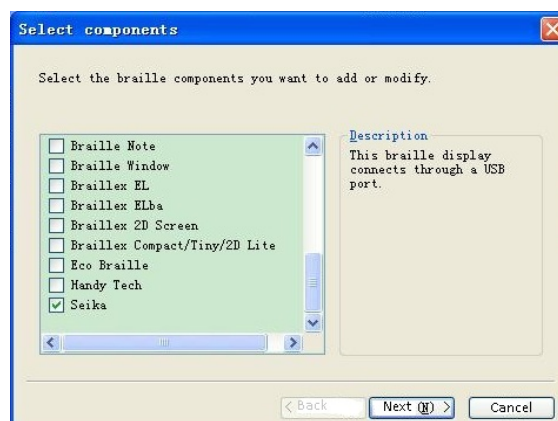 Select components
Select the braille components you want to add or modify.
Braille Note
Braille Window
Braillex EL
Braillex ELba
Braillex 2D Screen
Braillex Compact/Tiny/2D Lite
Eco Braille
Handy Tech
Seika
Description
This braille display
connects through a USB
port.
< Back
Next (N) >
Cancel